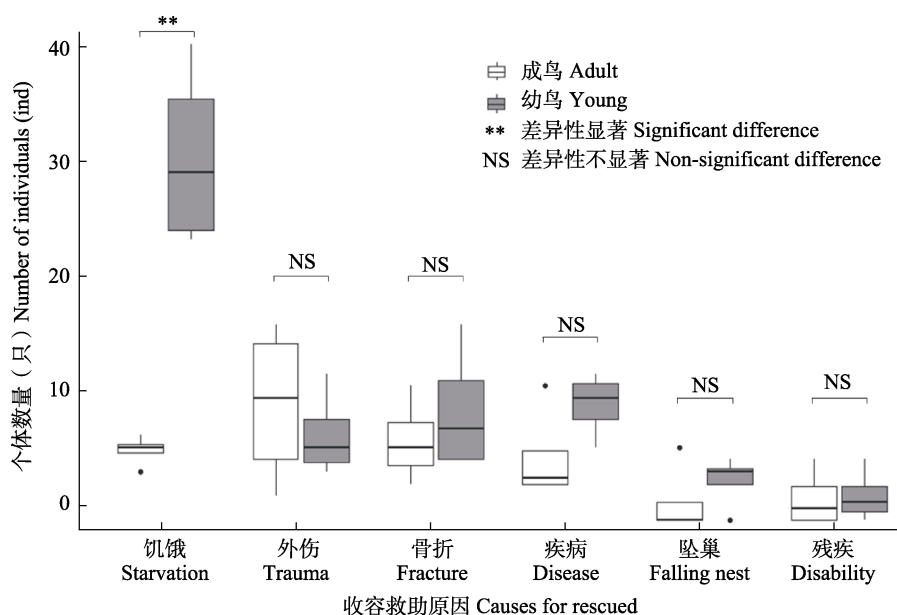 **
40
30
20
10
0
个体数量（只）Number of individuals (ind)
成鸟 Adult
幼鸟 Young
** 差异性显著 Significant difference
NS 差异性不显著 Non-significant difference
NS
NS
NS
NS
NS
饥饿 外伤 骨折 疾病 坠巢 残疾
Starvation Trauma Fracture Disease Falling nest Disability
收容救助原因 Causes for rescued